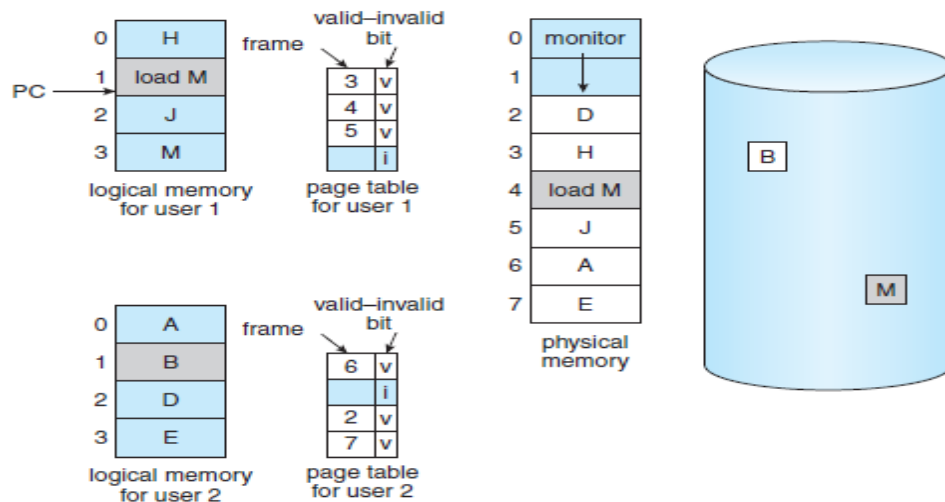 valid–invalid
bit
frame
0 H
1 load M
PC
2 J
3 M
3 v
4 v
5 v
i
logical memory
for user 1
page table
for user 1
0 monitor
1
2 D
3 H
4 load M
5 J
6 A
7 E
physical
memory
B
M
valid–invalid
bit
frame
0 A
1 B
2 D
3 E
6 v
i
2 v
7 v
logical memory
for user 2
page table
for user 2